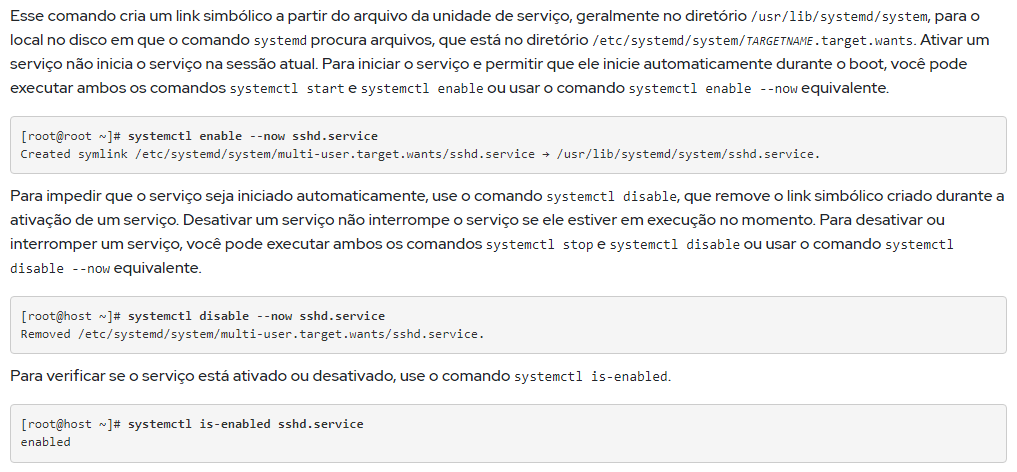 Esse comando cria um link simbólico a partir do arquivo da unidade de serviço, geralmente no diretório /usr/lib/systemd/system, para o
local no disco em que o comando systemd procura arquivos, que está no diretório /etc/systemd/system/TARGETNAME.target.wants. Ativar um
serviço não inicia o serviço na sessão atual. Para iniciar o serviço e permitir que ele inicie automaticamente durante o boot, você pode
executar ambos os comandos systemctl start e systemctl enable ou usar o comando systemctl enable --now equivalente.
[root@root ~]# systemctl enable --now sshd.service
Created symlink /etc/systemd/system/multi-user.target.wants/sshd.service → /usr/lib/systemd/system/sshd.service.
Para impedir que o serviço seja iniciado automaticamente, use o comando systemctl disable, que remove o link simbólico criado durante a
ativação de um serviço. Desativar um serviço não interrompe o serviço se ele estiver em execução no momento. Para desativar ou
interromper um serviço, você pode executar ambos os comandos systemctl stop e systemctl disable ou usar o comando systemctl
disable --now equivalente.
[root@host ~]# systemctl disable --now sshd.service
Removed /etc/systemd/system/multi-user.target.wants/sshd.service.
Para verificar se o serviço está ativado ou desativado, use o comando systemctl is-enabled.
[root@host ~]# systemctl is-enabled sshd.service
enabled